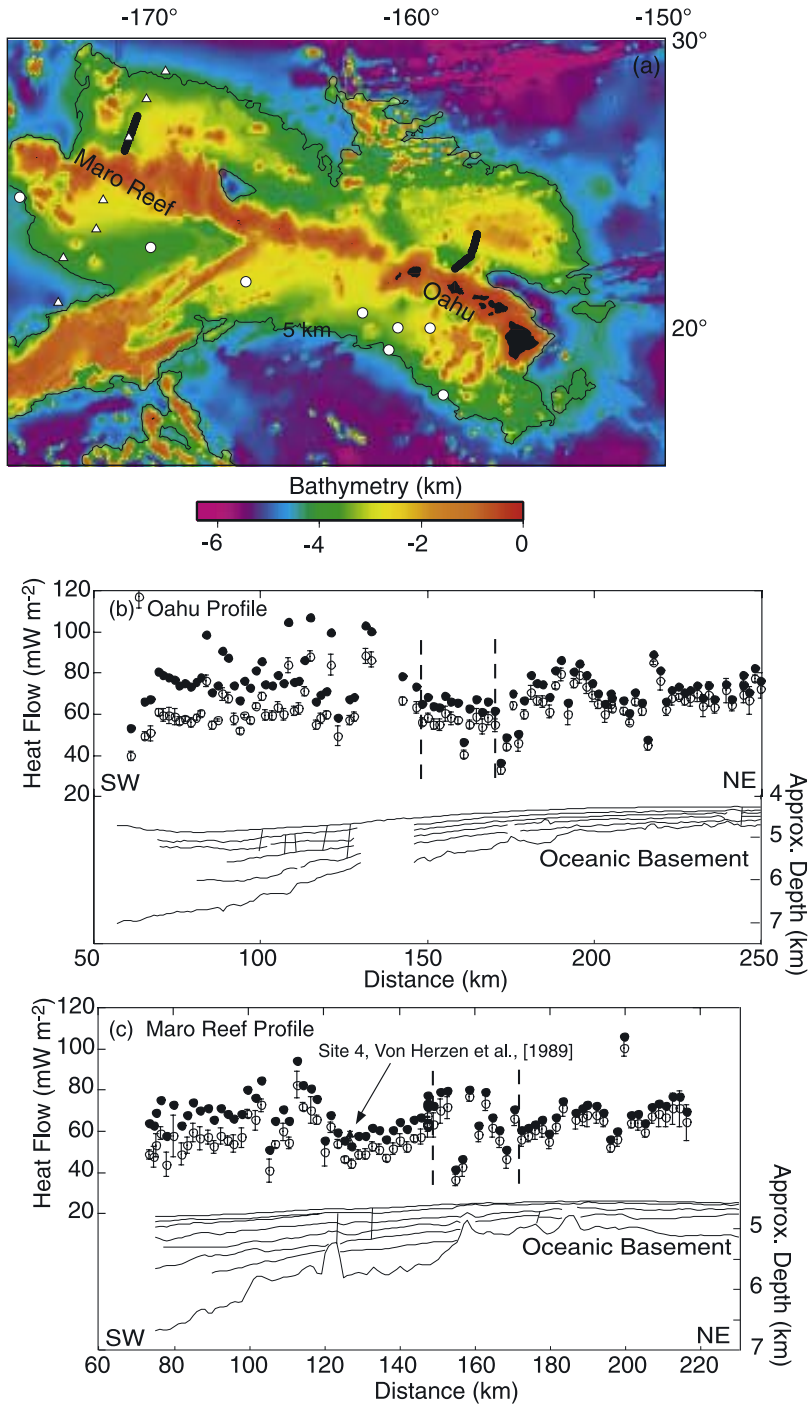 -170° -160° -150°
30°
(a)
Maro Reef
Oahu
20°
5 km
Bathymetry (km)
-6 -4 -2 0
(b) Oahu Profile
Heat Flow (mW m-2)
120
100
80
60
40
20
SW NE
Oceanic Basement
4
5
6
7
Approx. Depth (km)
50 100 150 200 250
Distance (km)
(c) Maro Reef Profile
Site 4, Von Herzen et al., [1989]
Heat Flow (mW m-2)
120
100
80
60
40
20
Oceanic Basement
SW NE
5
6
7
Approx. Depth (km)
60 80 100 120 140 160 180 200 220
Distance (km)